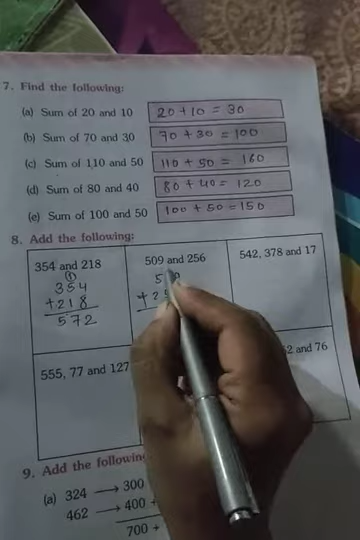 7. Find the following:
(a) Sum of 20 and 10 20+10 = 30
(b) Sum of 70 and 30 70+30 = 100
(c) Sum of 110 and 50 110+50 = 160
(d) Sum of 80 and 40 80+40 = 120
(e) Sum of 100 and 50 100+50=150
8. Add the following:
354 and 218
1
354
+218
572
509 and 256
5
+ 2
542, 378 and 17
555, 77 and 127
2 and 76
9. Add the following
(a) 324 → 300
462 → 400 +
700 +